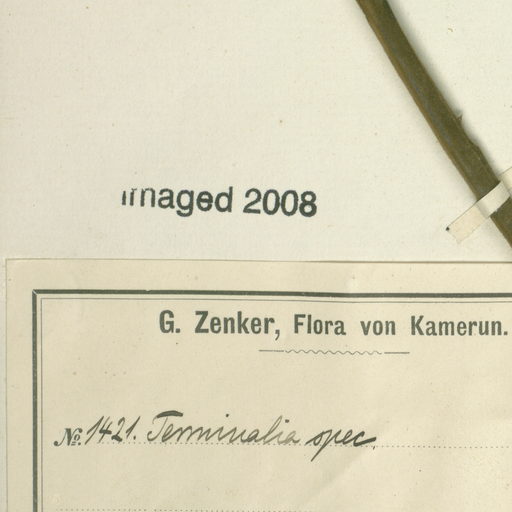 imaged 2008
G. Zenker, Flora von Kamerun.
No. 1421. Terminalia spec.